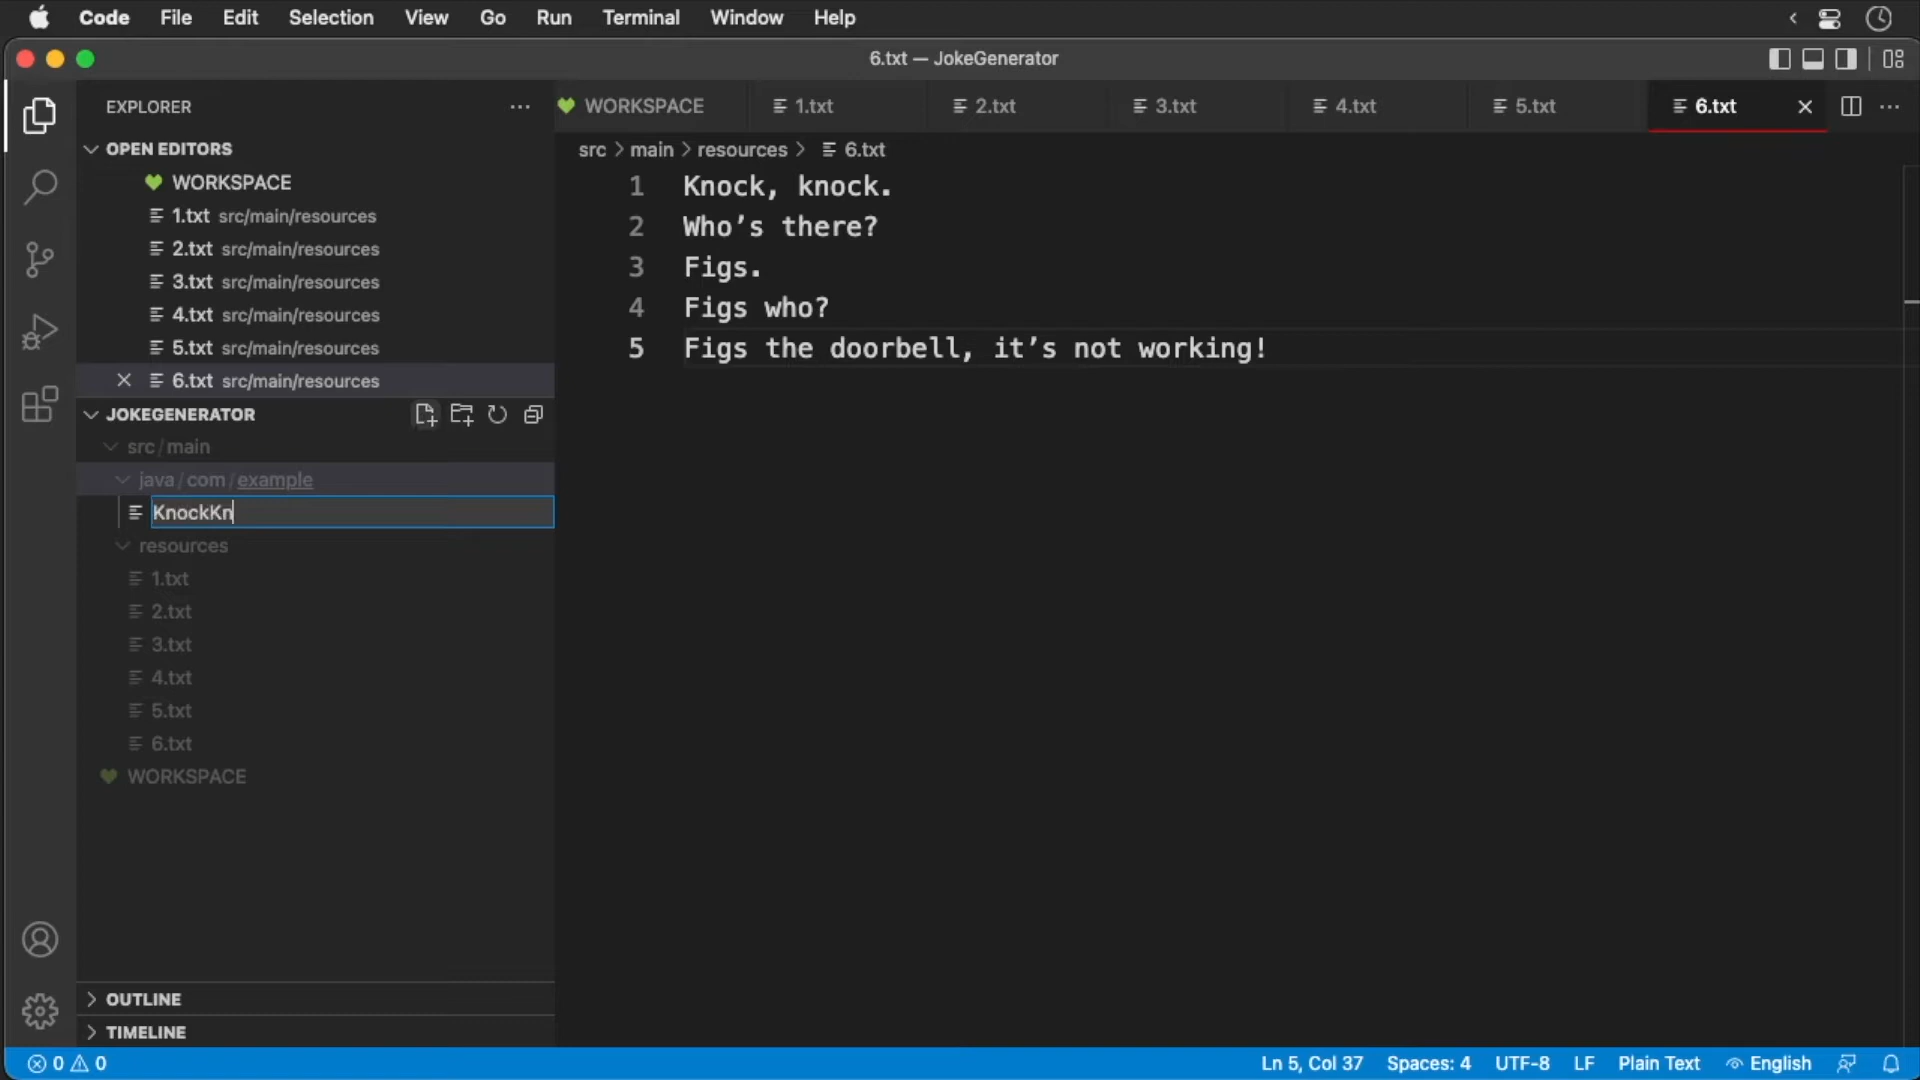 Code File Edit Selection View Go Run Terminal Window Help
6.txt — JokeGenerator
EXPLORER
WORKSPACE 1.txt 2.txt 3.txt 4.txt 5.txt 6.txt
OPEN EDITORS
WORKSPACE
1.txt src/main/resources
2.txt src/main/resources
3.txt src/main/resources
4.txt src/main/resources
5.txt src/main/resources
6.txt src/main/resources
JOKEGENERATOR
src/main
java/com/example
KnockKn
resources
1.txt
2.txt
3.txt
4.txt
5.txt
6.txt
WORKSPACE
OUTLINE
TIMELINE
src > main > resources > 6.txt
1 Knock, knock.
2 Who’s there?
3 Figs.
4 Figs who?
5 Figs the doorbell, it’s not working!
0 0 Ln 5, Col 37 Spaces: 4 UTF-8 LF Plain Text English